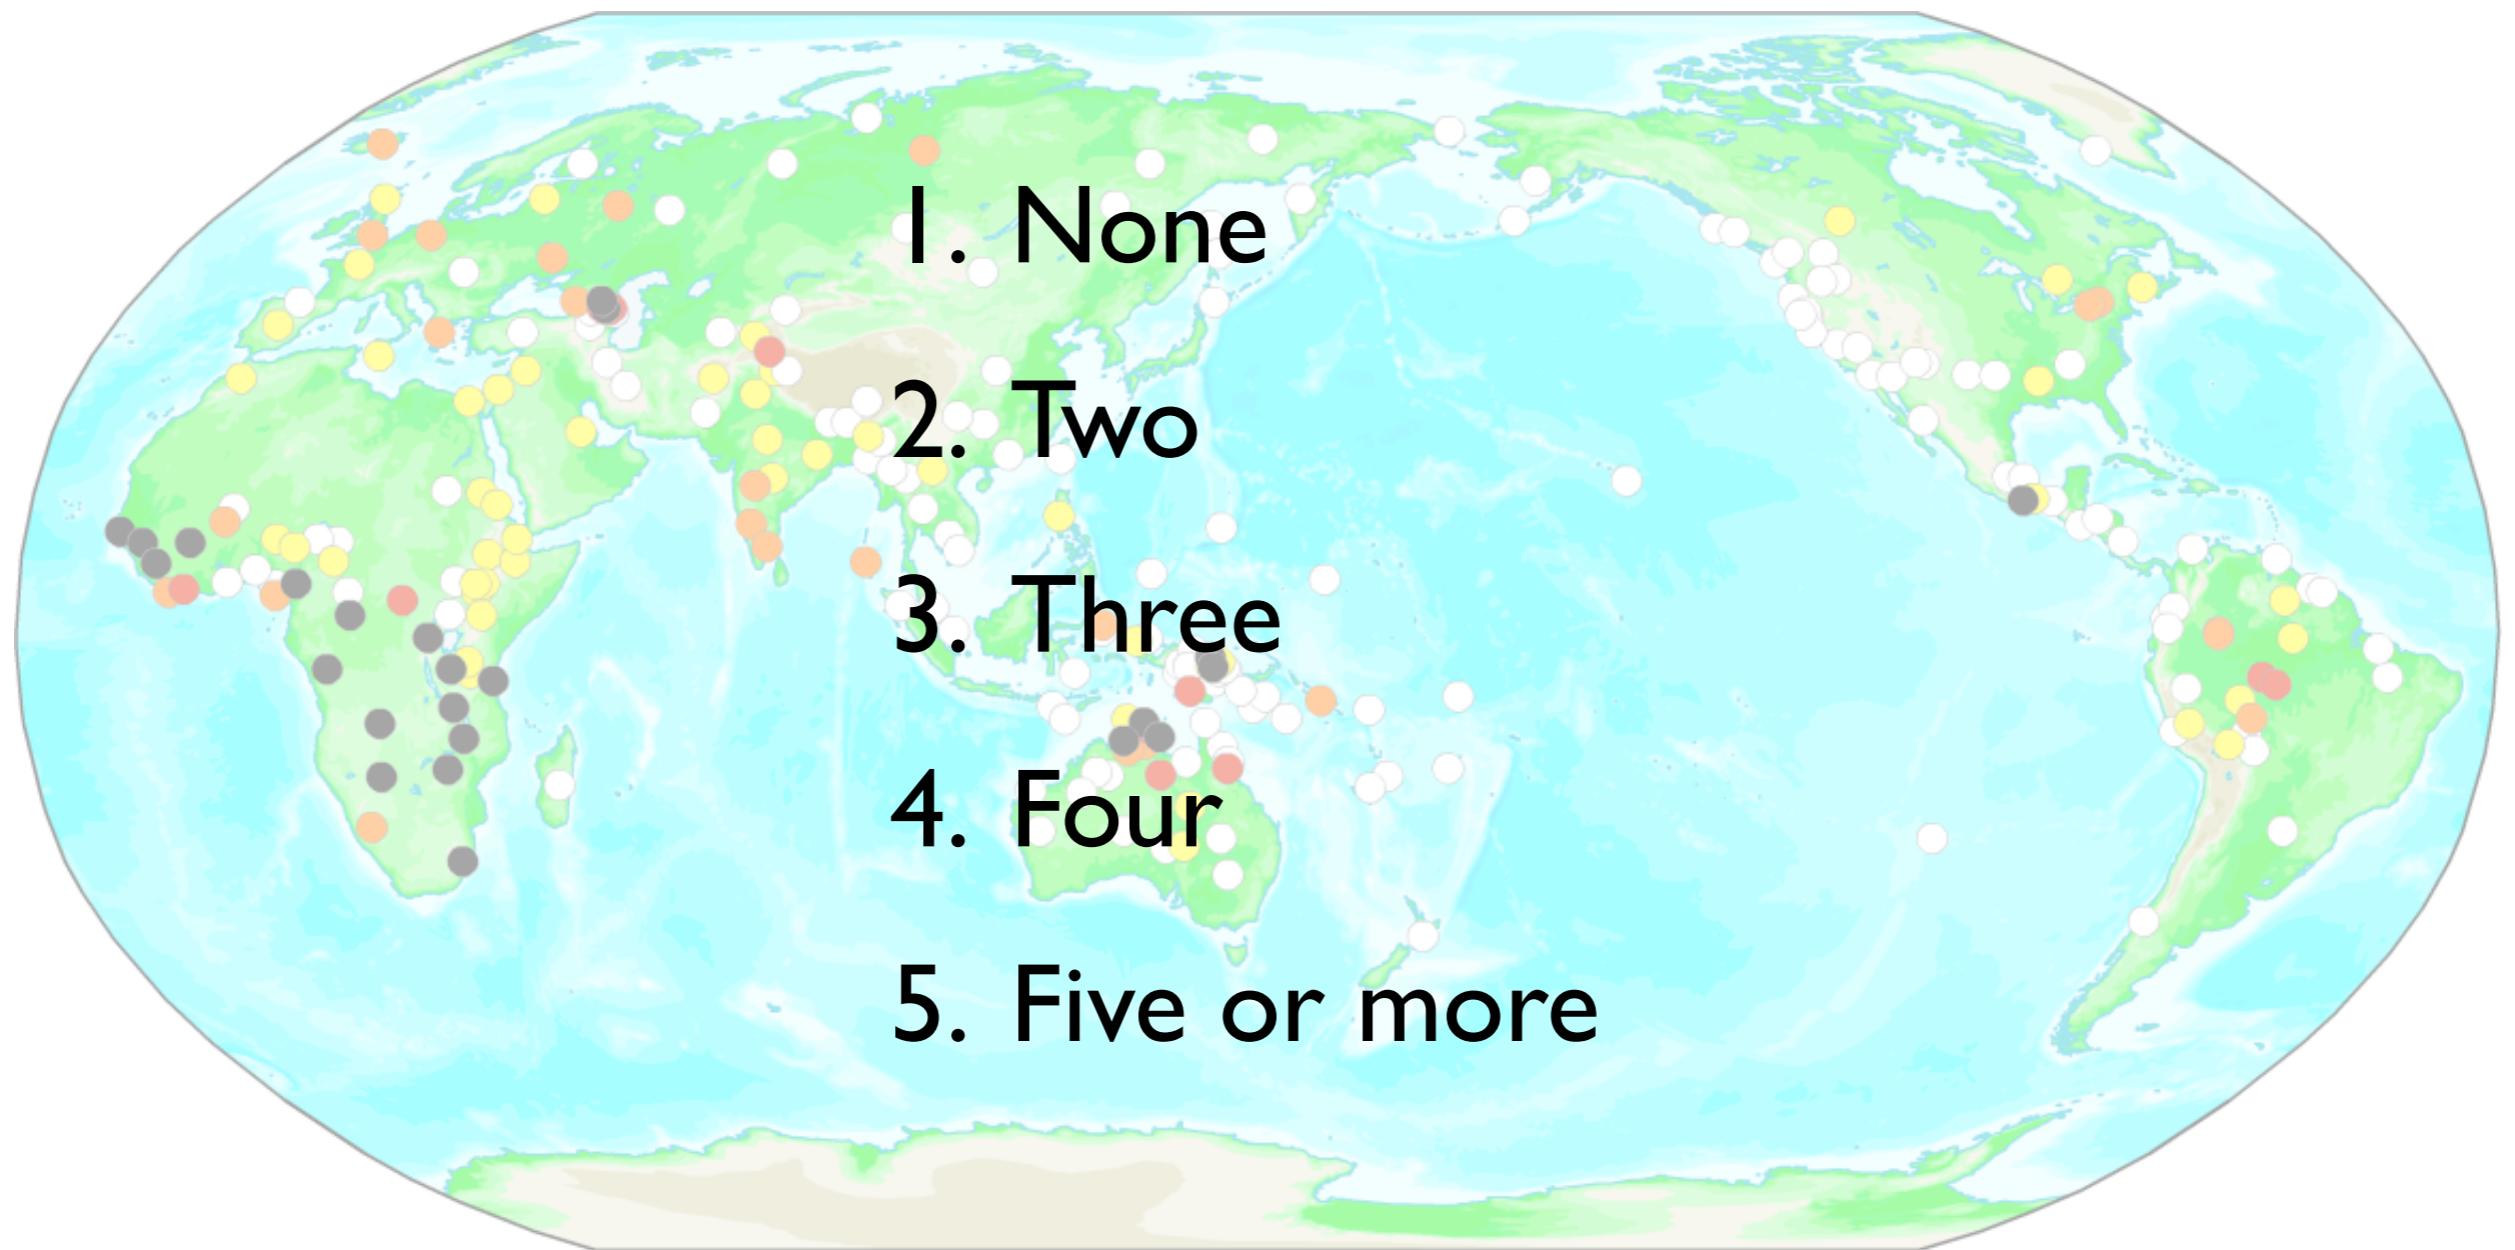 1. None
2. Two
3. Three
4. Four
5. Five or more